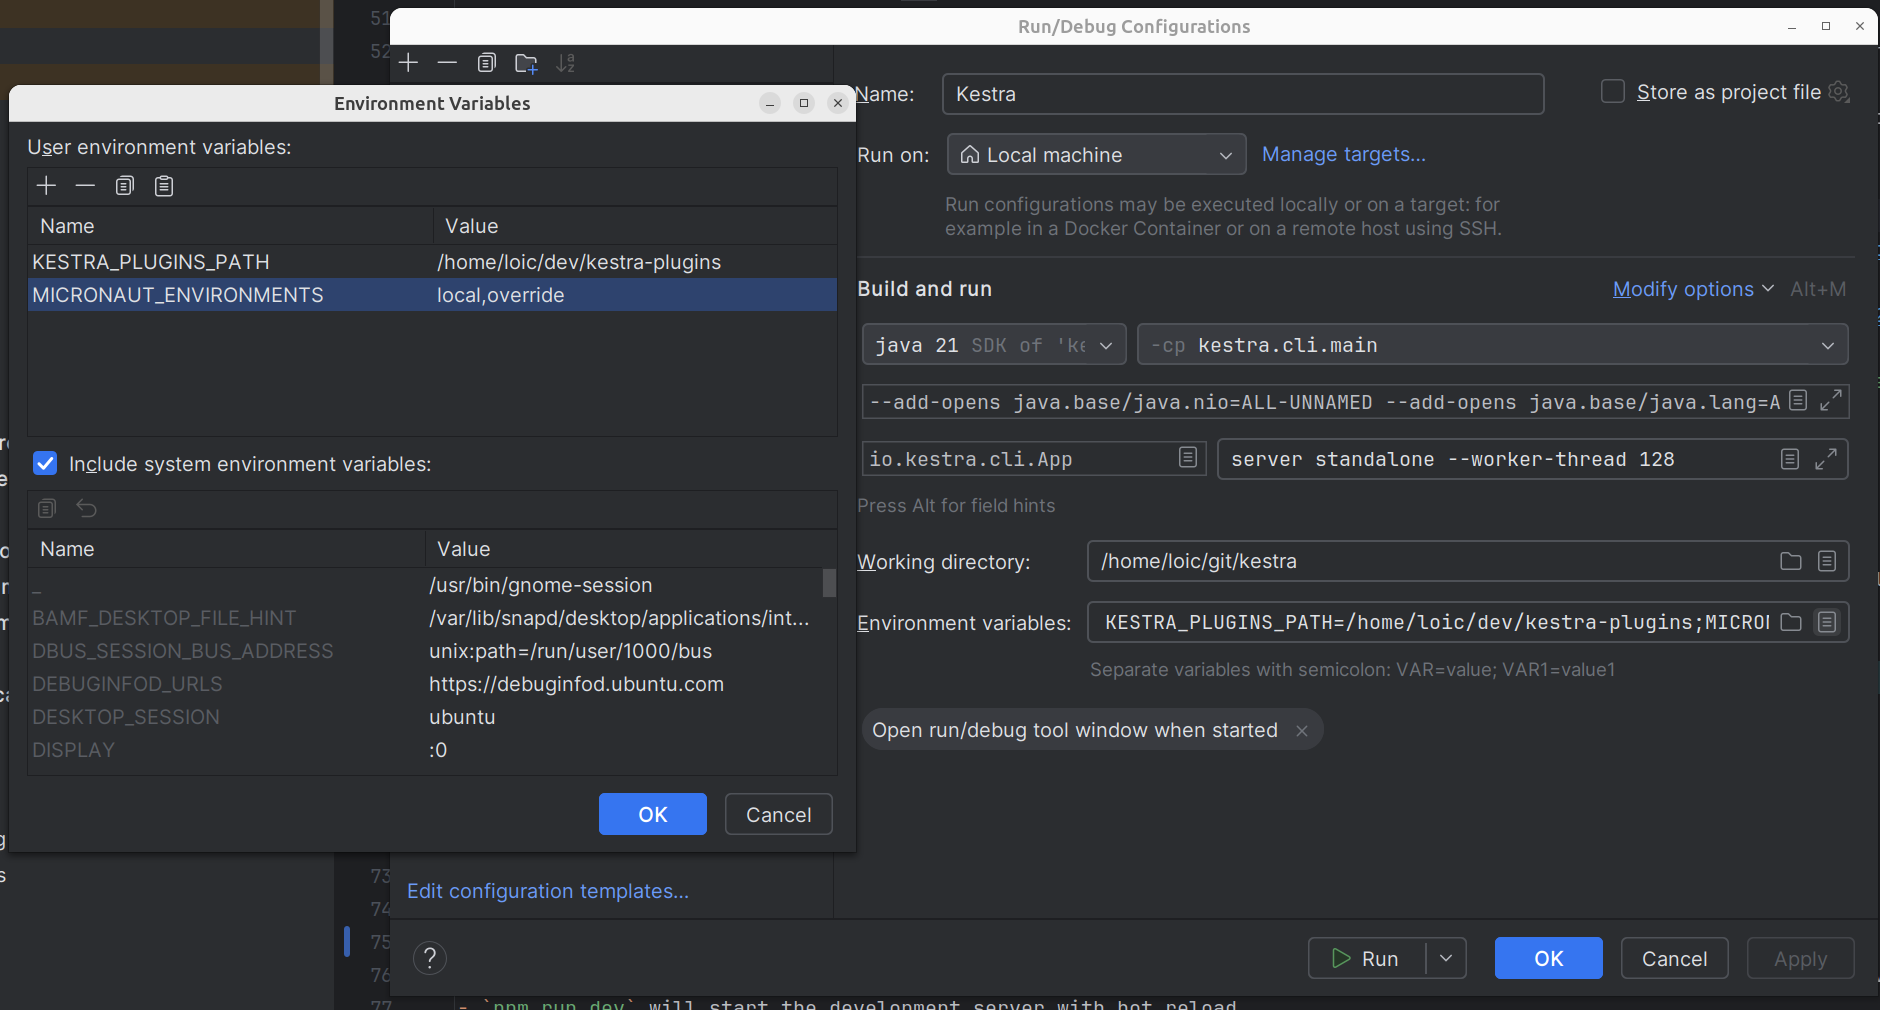 51
52
Run/Debug Configurations
Environment Variables
User environment variables:
Name Value
KESTRA_PLUGINS_PATH /home/loic/dev/kestra-plugins
MICRONAUT_ENVIRONMENTS local,override
Include system environment variables:
Name Value
_ /usr/bin/gnome-session
BAMF_DESKTOP_FILE_HINT /var/lib/snapd/desktop/applications/int...
DBUS_SESSION_BUS_ADDRESS unix:path=/run/user/1000/bus
DEBUGINFOD_URLS https://debuginfod.ubuntu.com
DESKTOP_SESSION ubuntu
DISPLAY :0
OK Cancel
Name: Kestra Store as project file
Run on: Local machine Manage targets...
Run configurations may be executed locally or on a target: for
example in a Docker Container or on a remote host using SSH.
Build and run Modify options Alt+M
java 21 SDK of 'ke -cp kestra.cli.main
--add-opens java.base/java.nio=ALL-UNNAMED --add-opens java.base/java.lang=A
io.kestra.cli.App server standalone --worker-thread 128
Press Alt for field hints
Working directory: /home/loic/git/kestra
Environment variables: KESTRA_PLUGINS_PATH=/home/loic/dev/kestra-plugins;MICRON
Separate variables with semicolon: VAR=value; VAR1=value1
Open run/debug tool window when started
73
74
75
76
77
Edit configuration templates...
? Run OK Cancel Apply
- `npm run dev` will start the development server with hot reload